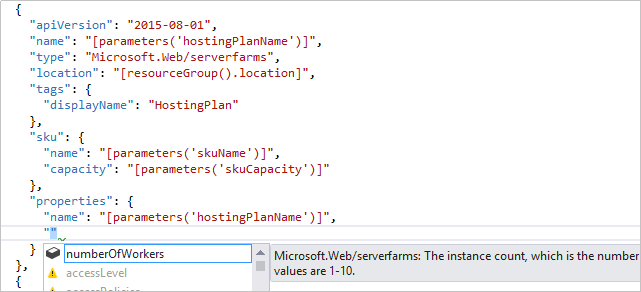 {
"apiVersion": "2015-08-01",
"name": "[parameters('hostingPlanName')]",
"type": "Microsoft.Web/serverfarms",
"location": "[resourceGroup().location]",
"tags": {
"displayName": "HostingPlan"
},
"sku": {
"name": "[parameters('skuName')]",
"capacity": "[parameters('skuCapacity')]"
},
"properties": {
"name": "[parameters('hostingPlanName')]",
""
}
},
{
numberOfWorkers
accessLevel
Microsoft.Web/serverfarms: The instance count, which is the number
values are 1-10.